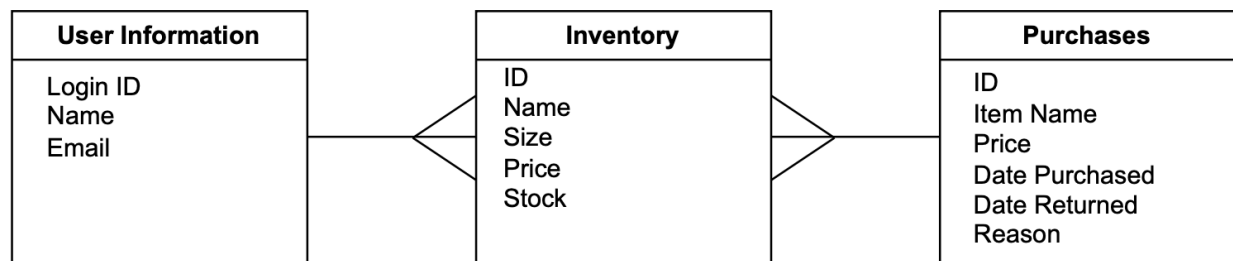 User Information
Login ID
Name
Email
Inventory
ID
Name
Size
Price
Stock
Purchases
ID
Item Name
Price
Date Purchased
Date Returned
Reason